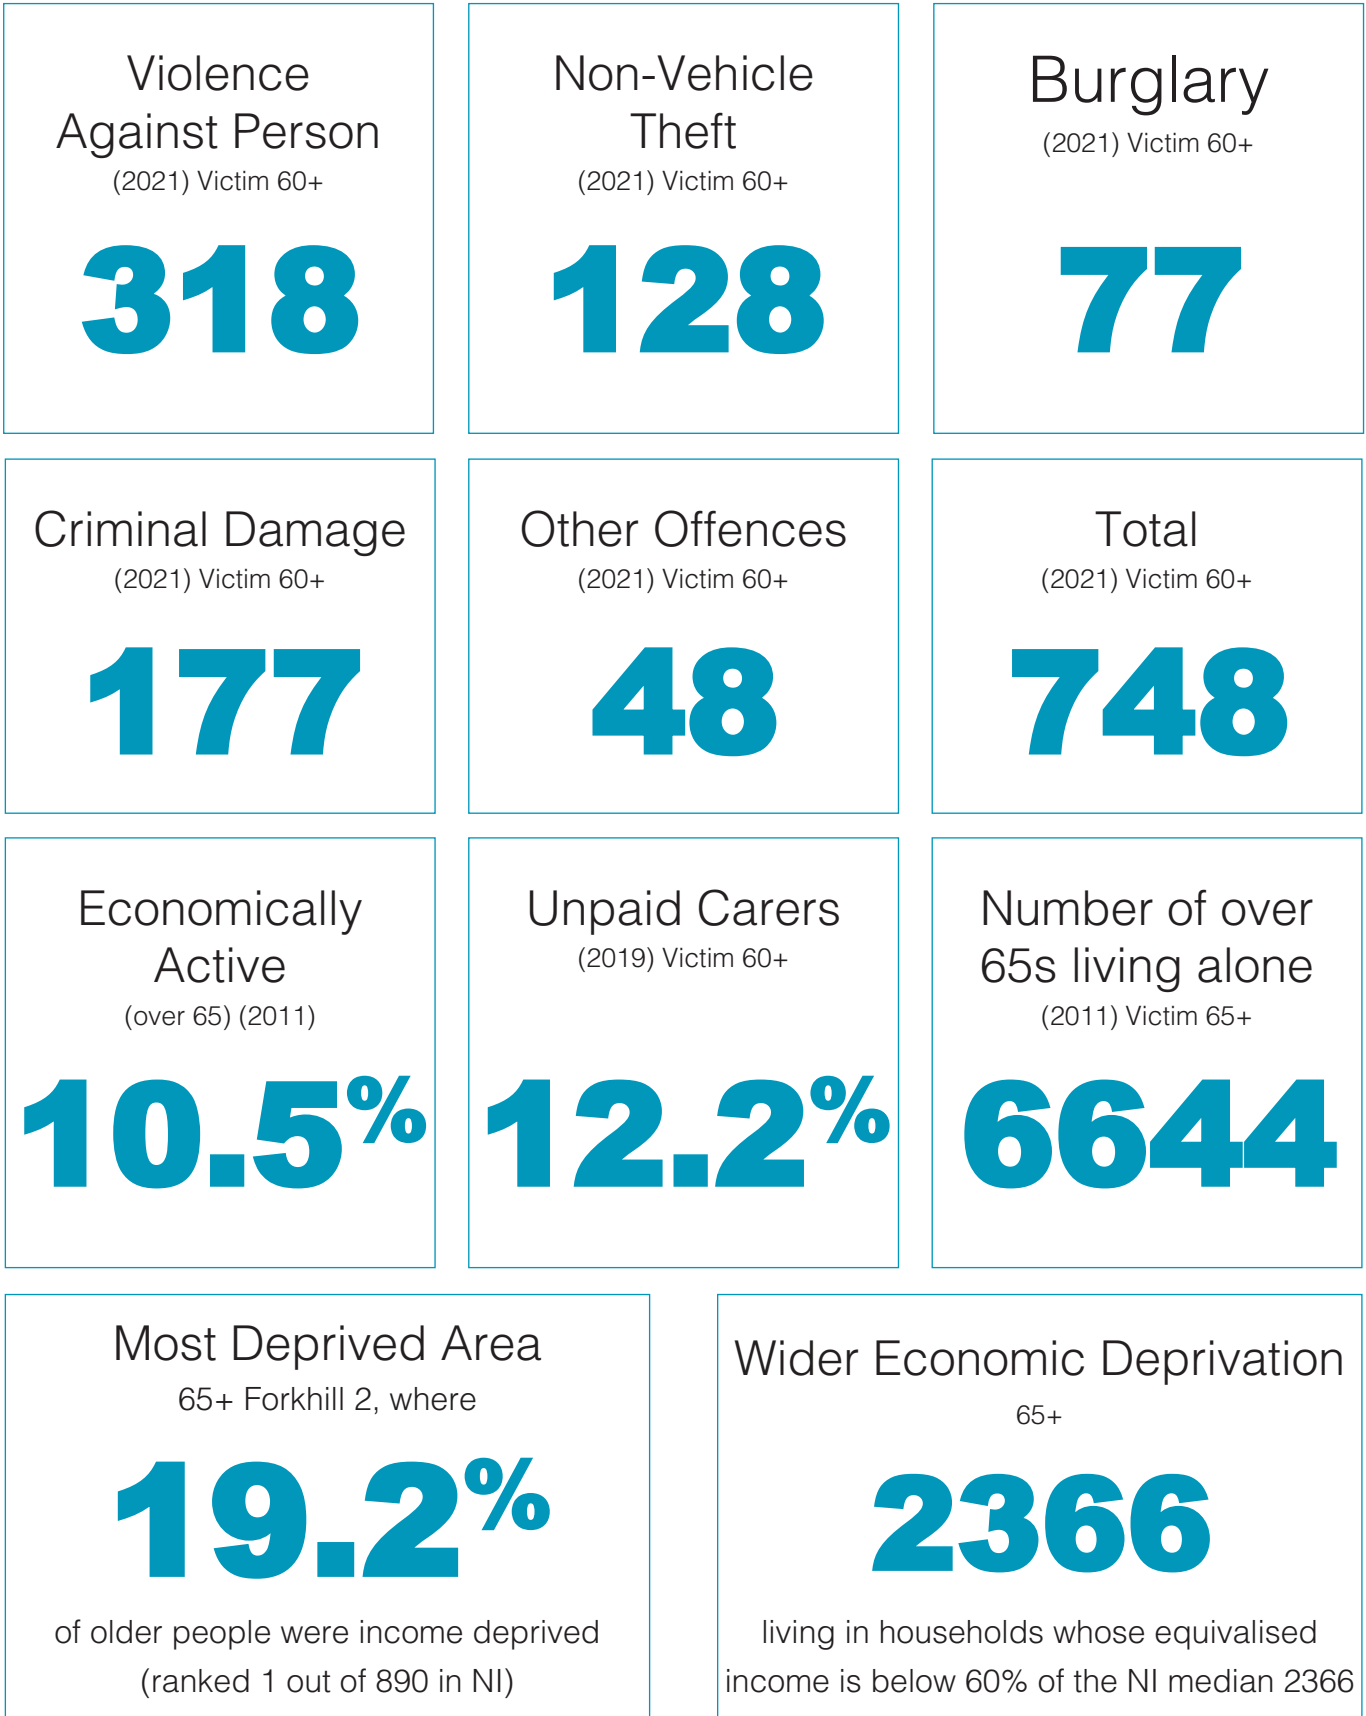 Violence
Against Person
(2021) Victim 60+
318
Non-Vehicle
Theft
(2021) Victim 60+
128
Burglary
(2021) Victim 60+
77
Criminal Damage
(2021) Victim 60+
177
Other Offences
(2021) Victim 60+
48
Total
(2021) Victim 60+
748
Economically
Active
(over 65) (2011)
10.5%
Unpaid Carers
(2019) Victim 60+
12.2%
Number of over
65s living alone
(2011) Victim 65+
6644
Most Deprived Area
65+ Forkhill 2, where
19.2%
of older people were income deprived
(ranked 1 out of 890 in NI)
Wider Economic Deprivation
65+
2366
living in households whose equivalised
income is below 60% of the NI median 2366